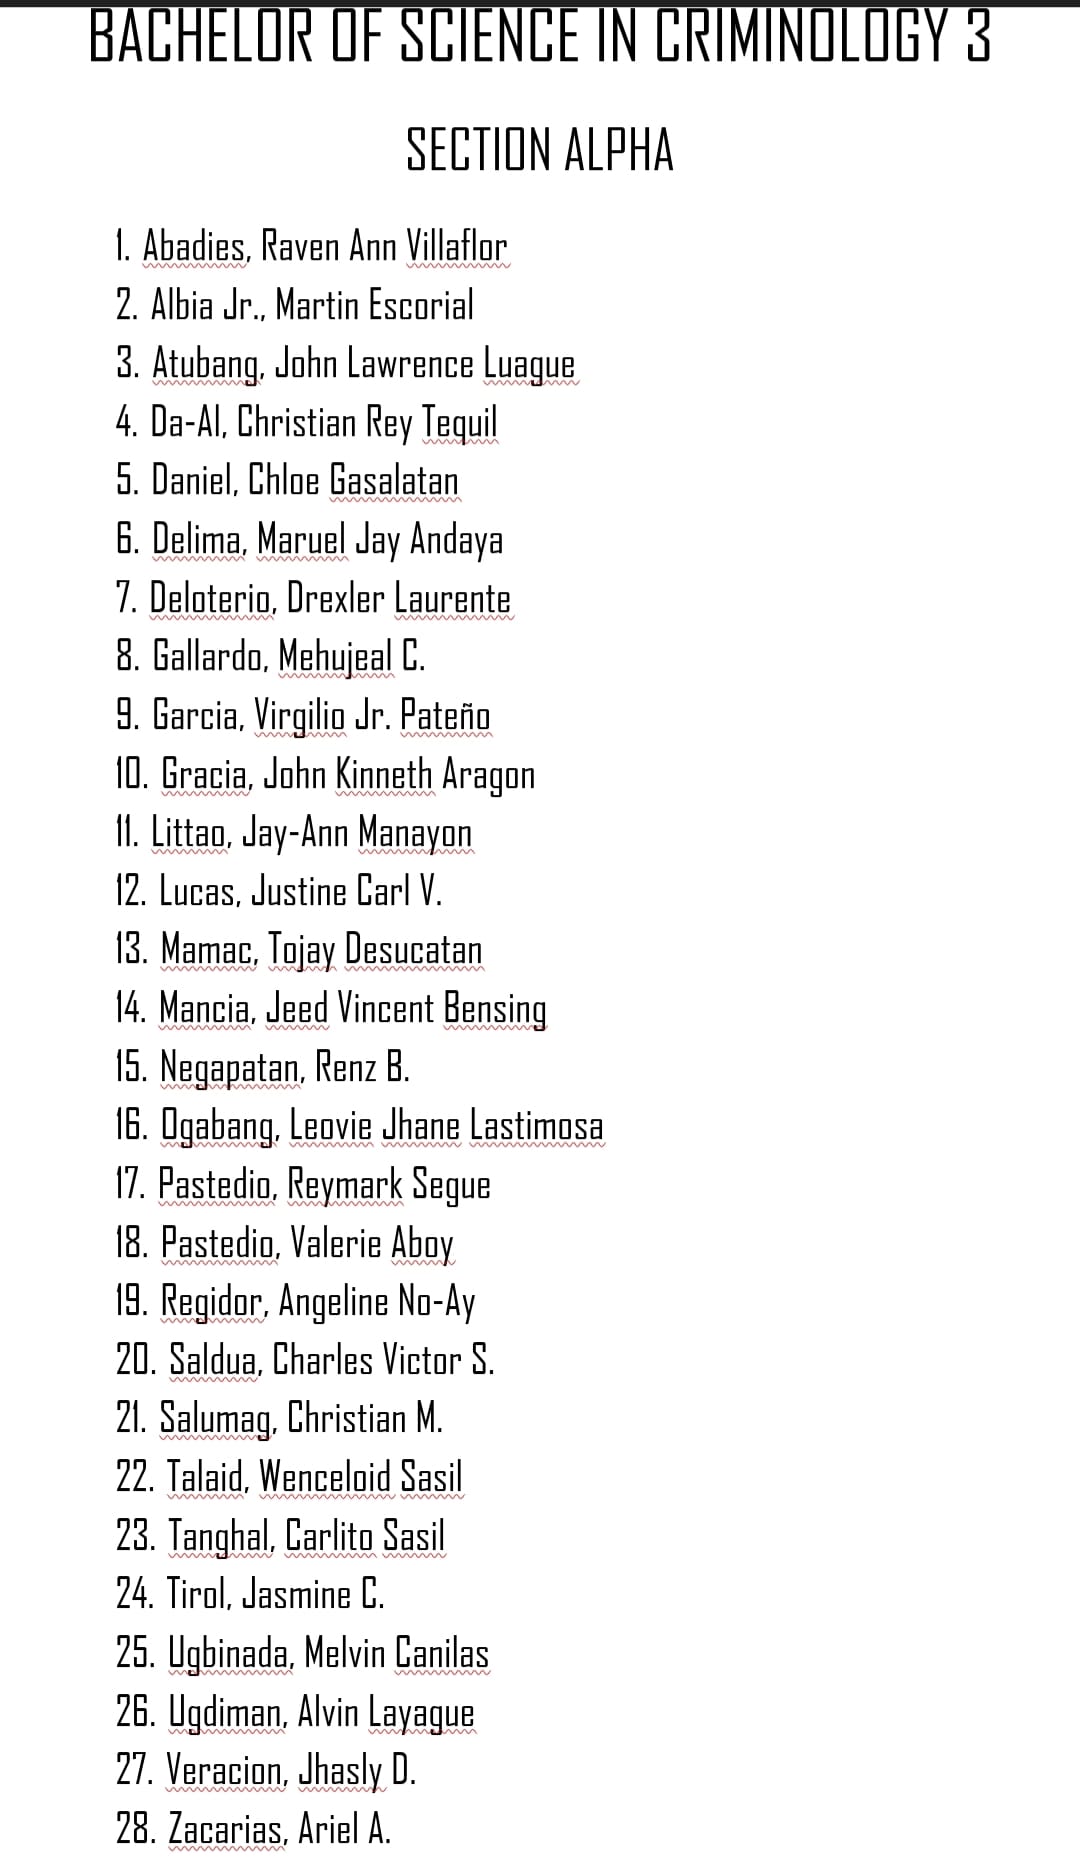 BACHELOR OF SCIENCE IN CRIMINOLOGY 3
SECTION ALPHA
1. Abadies, Raven Ann Villaflor
2. Albia Jr., Martin Escorial
3. Atubang, John Lawrence Luague
4. Da-Al, Christian Rey Tequil
5. Daniel, Chloe Gasalatan
6. Delima, Maruel Jay Andaya
7. Deloterio, Drexler Laurente
8. Gallardo, Mehujeal C.
9. Garcia, Virgilio Jr. Pateño
10. Gracia, John Kinneth Aragon
11. Littao, Jay-Ann Manayon
12. Lucas, Justine Carl V.
13. Mamac, Tojay Desucatan
14. Mancia, Jeed Vincent Bensing
15. Negapatan, Renz B.
16. Ogabang, Leovie Jhane Lastimosa
17. Pastedio, Reymark Segue
18. Pastedio, Valerie Aboy
19. Regidor, Angeline No-Ay
20. Saldua, Charles Victor S.
21. Salumag, Christian M.
22. Talaid, Wenceloid Sasil
23. Tanghal, Carlito Sasil
24. Tirol, Jasmine C.
25. Ugbinada, Melvin Canilas
26. Ugdiman, Alvin Layague
27. Veracion, Jhasly D.
28. Zacarias, Ariel A.